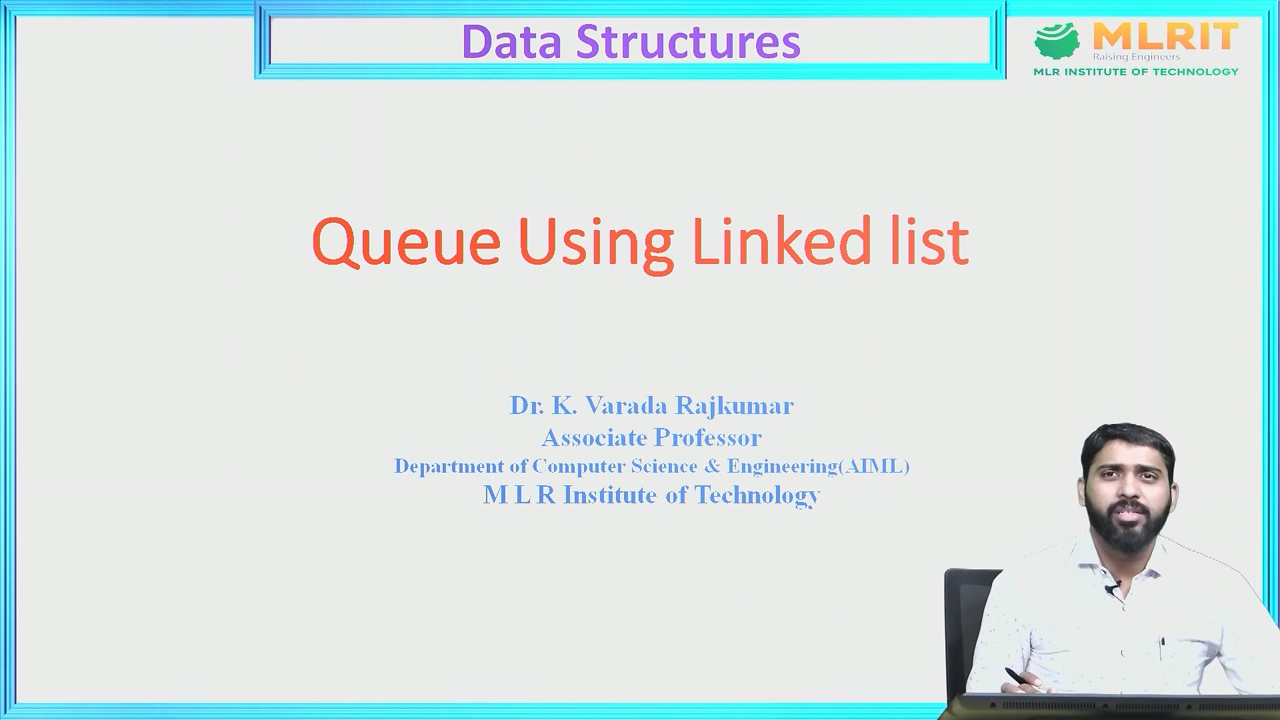 Data Structures
MLRIT
Raising Engineers
MLR INSTITUTE OF TECHNOLOGY
Queue Using Linked list
Dr. K. Varada Rajkumar
Associate Professor
Department of Computer Science & Engineering(AIML)
M L R Institute of Technology